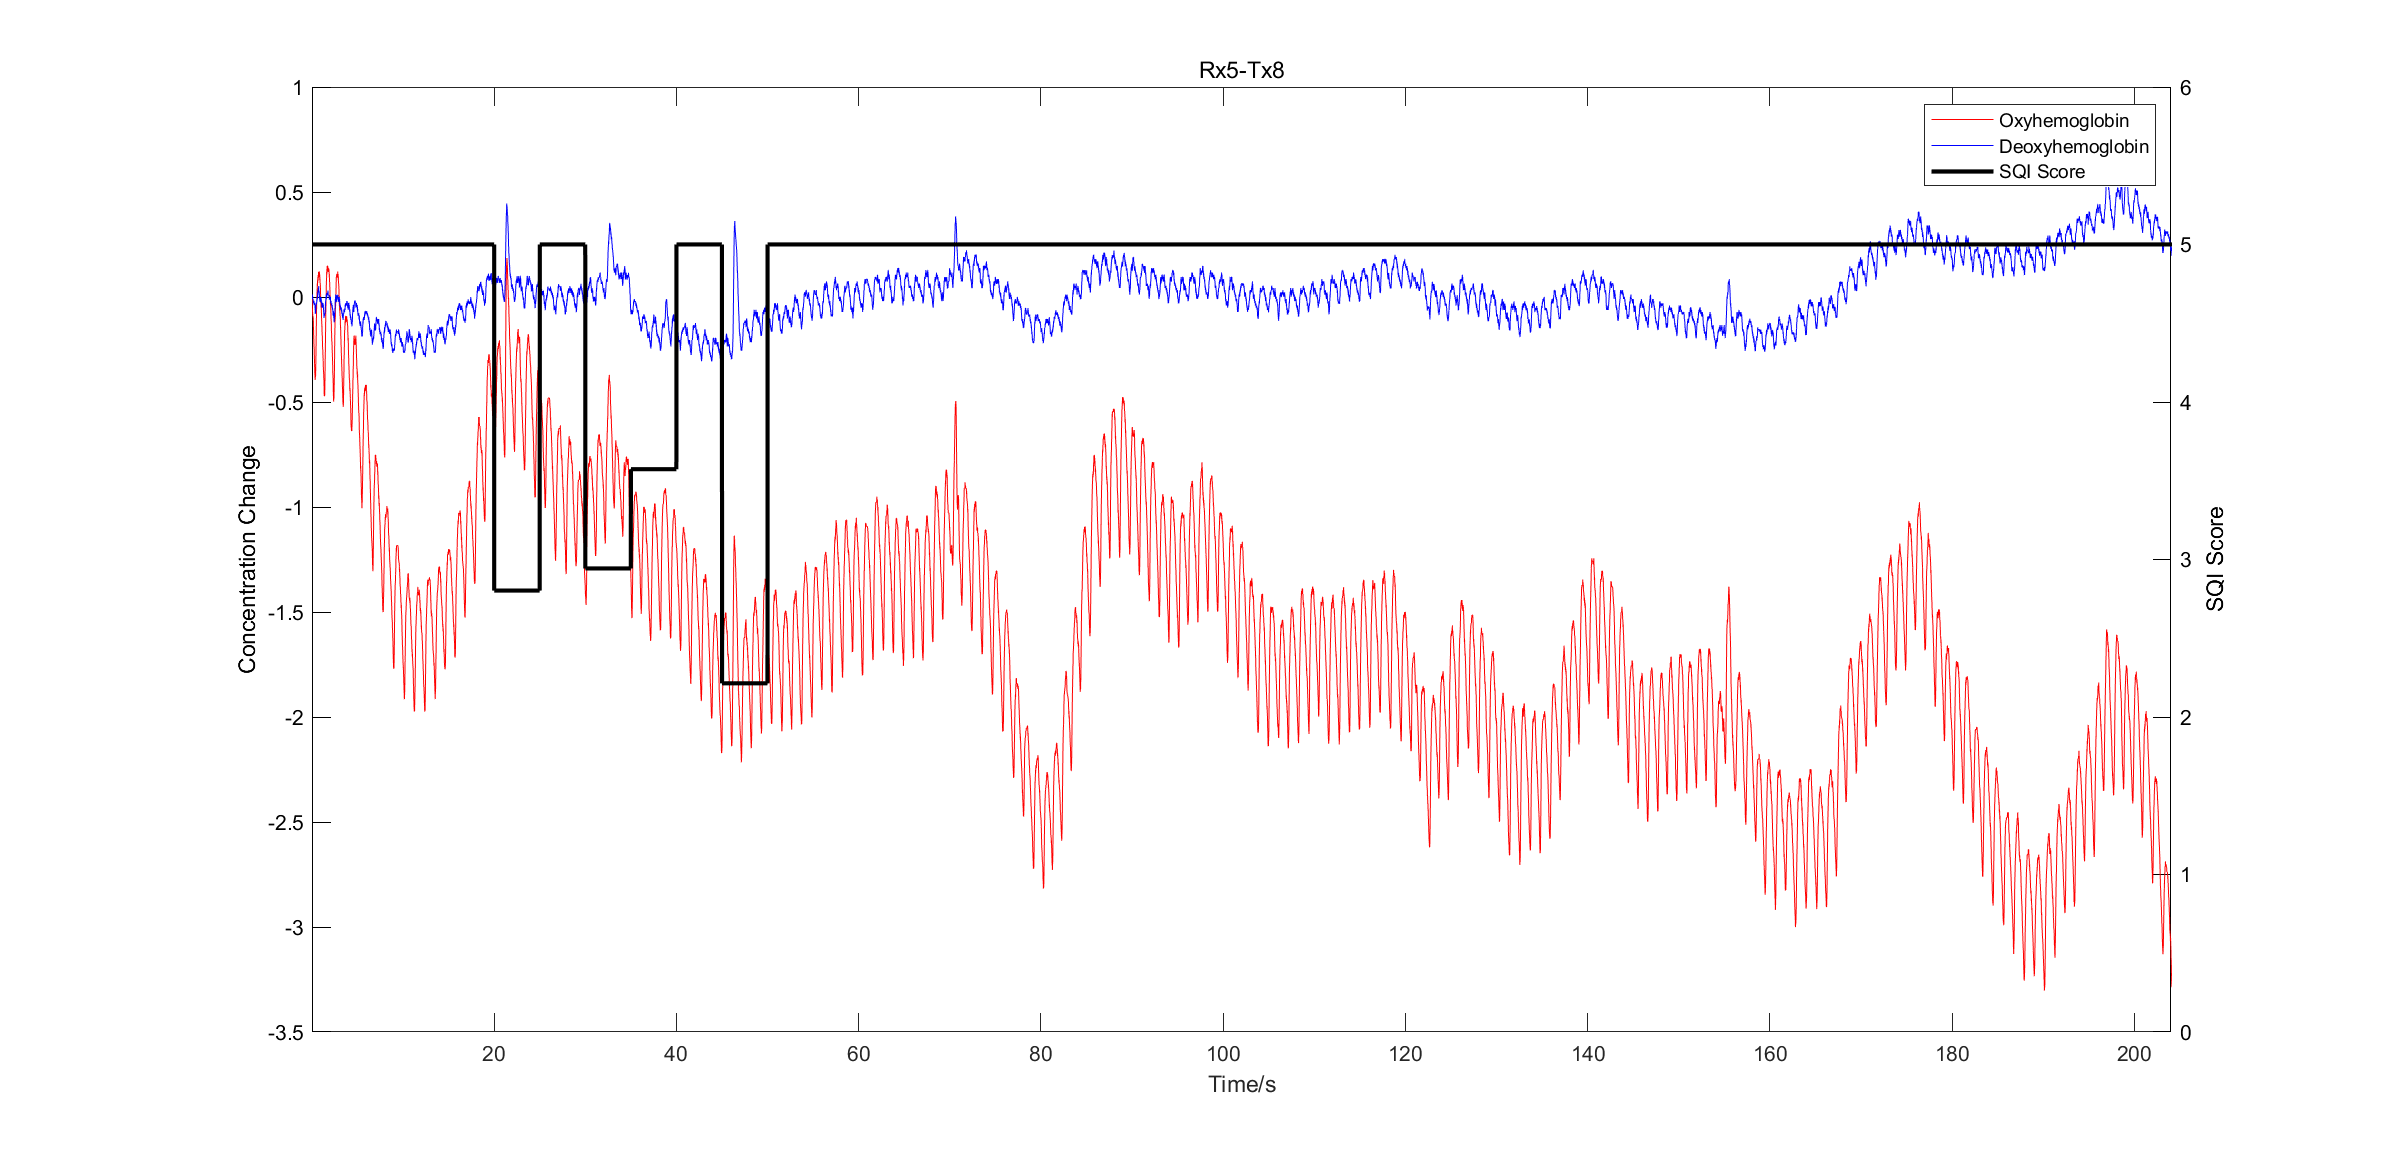 Rx5-Tx8
1
0.5
0
-0.5
-1
-1.5
-2
-2.5
-3
-3.5
Concentration Change
6
5
4
3
2
1
0
SQI Score
Oxyhemoglobin
Deoxyhemoglobin
SQI Score
20 40 60 80 100 120 140 160 180 200
Time/s